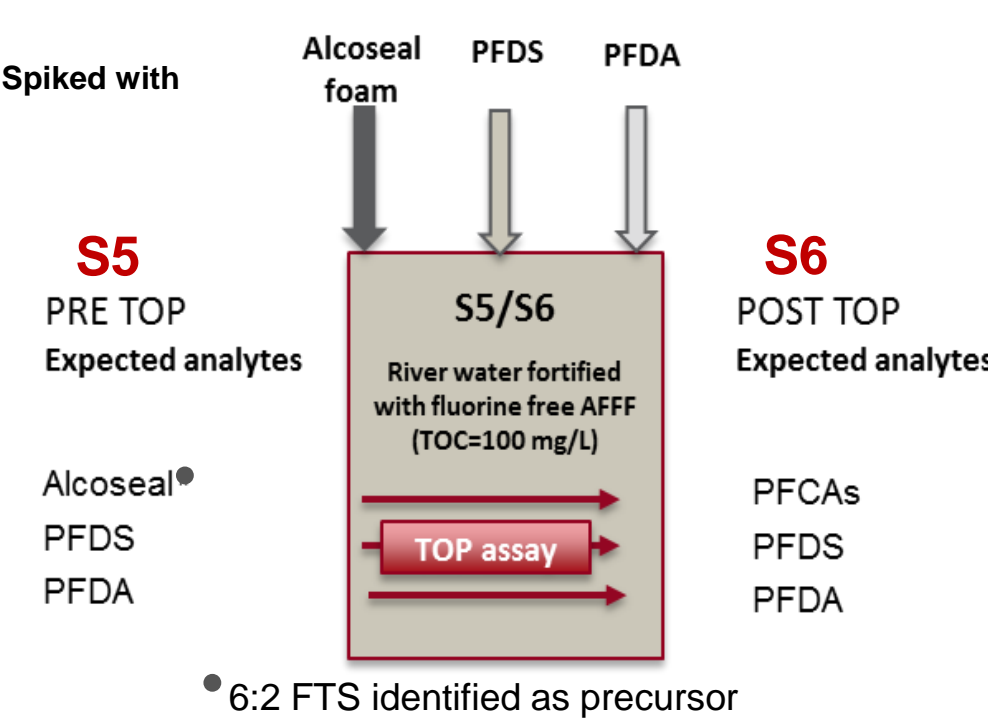 Spiked with
Alcoseal
foam
PFDS
PFDA
S5
PRE TOP
Expected analytes
Alcoseal●
PFDS
PFDA
S5/S6
River water fortified
with fluorine free AFFF
(TOC=100 mg/L)
TOP assay
S6
POST TOP
Expected analytes
PFCAs
PFDS
PFDA
● 6:2 FTS identified as precursor